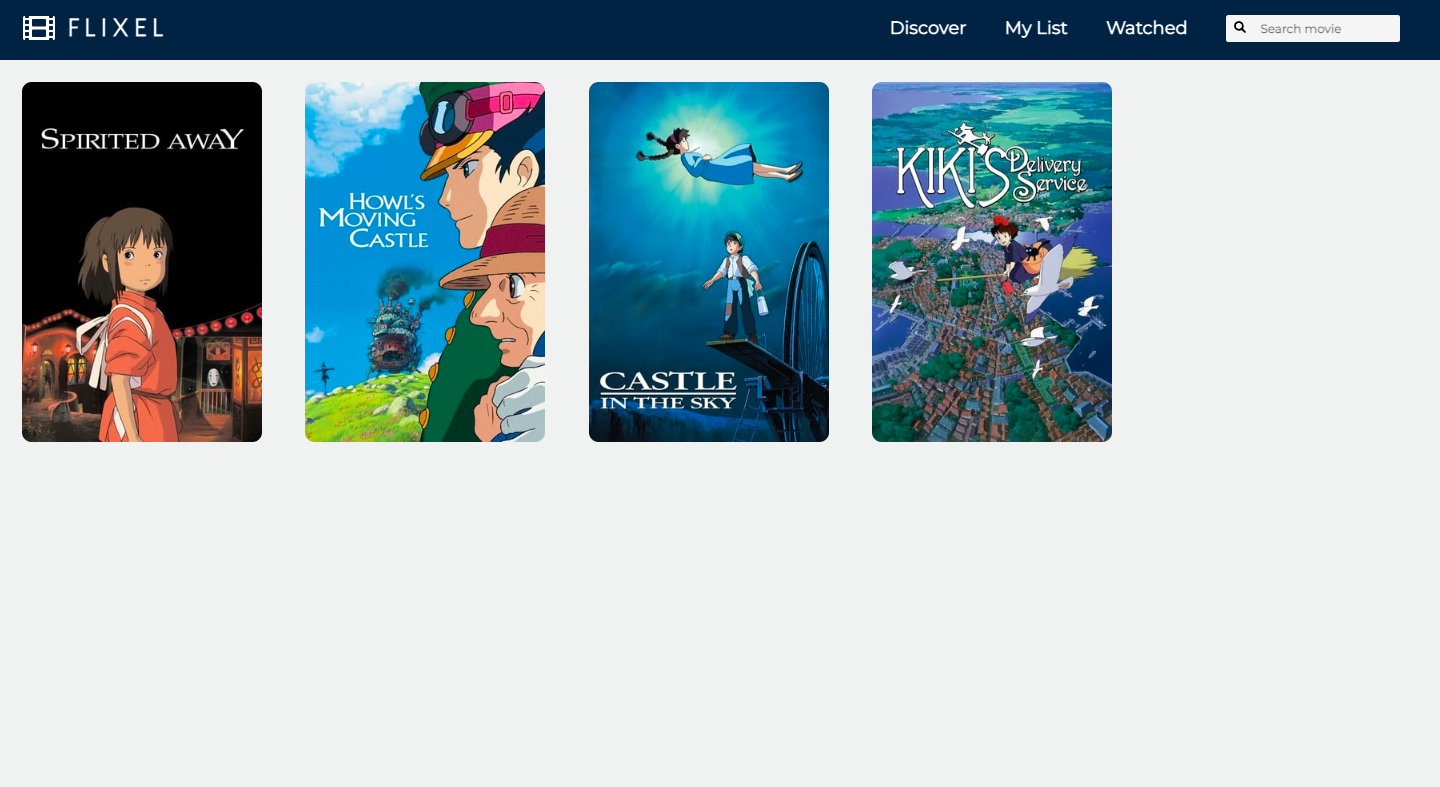 FLIXEL
Discover
My List
Watched
Search movie
SPIRITED AWAY
HOWL'S
MOVING
CASTLE
CASTLE
IN THE SKY
KIKI'S Delivery
Service